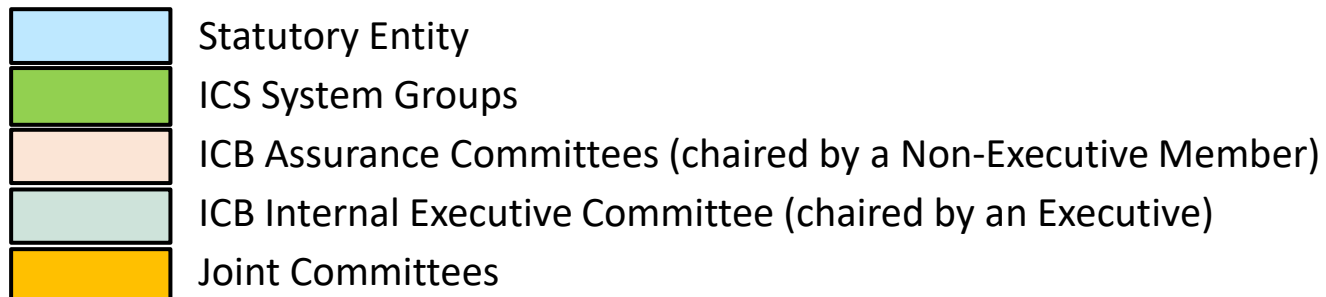 Statutory Entity
ICS System Groups
ICB Assurance Committees (chaired by a Non-Executive Member)
ICB Internal Executive Committee (chaired by an Executive)
Joint Committees